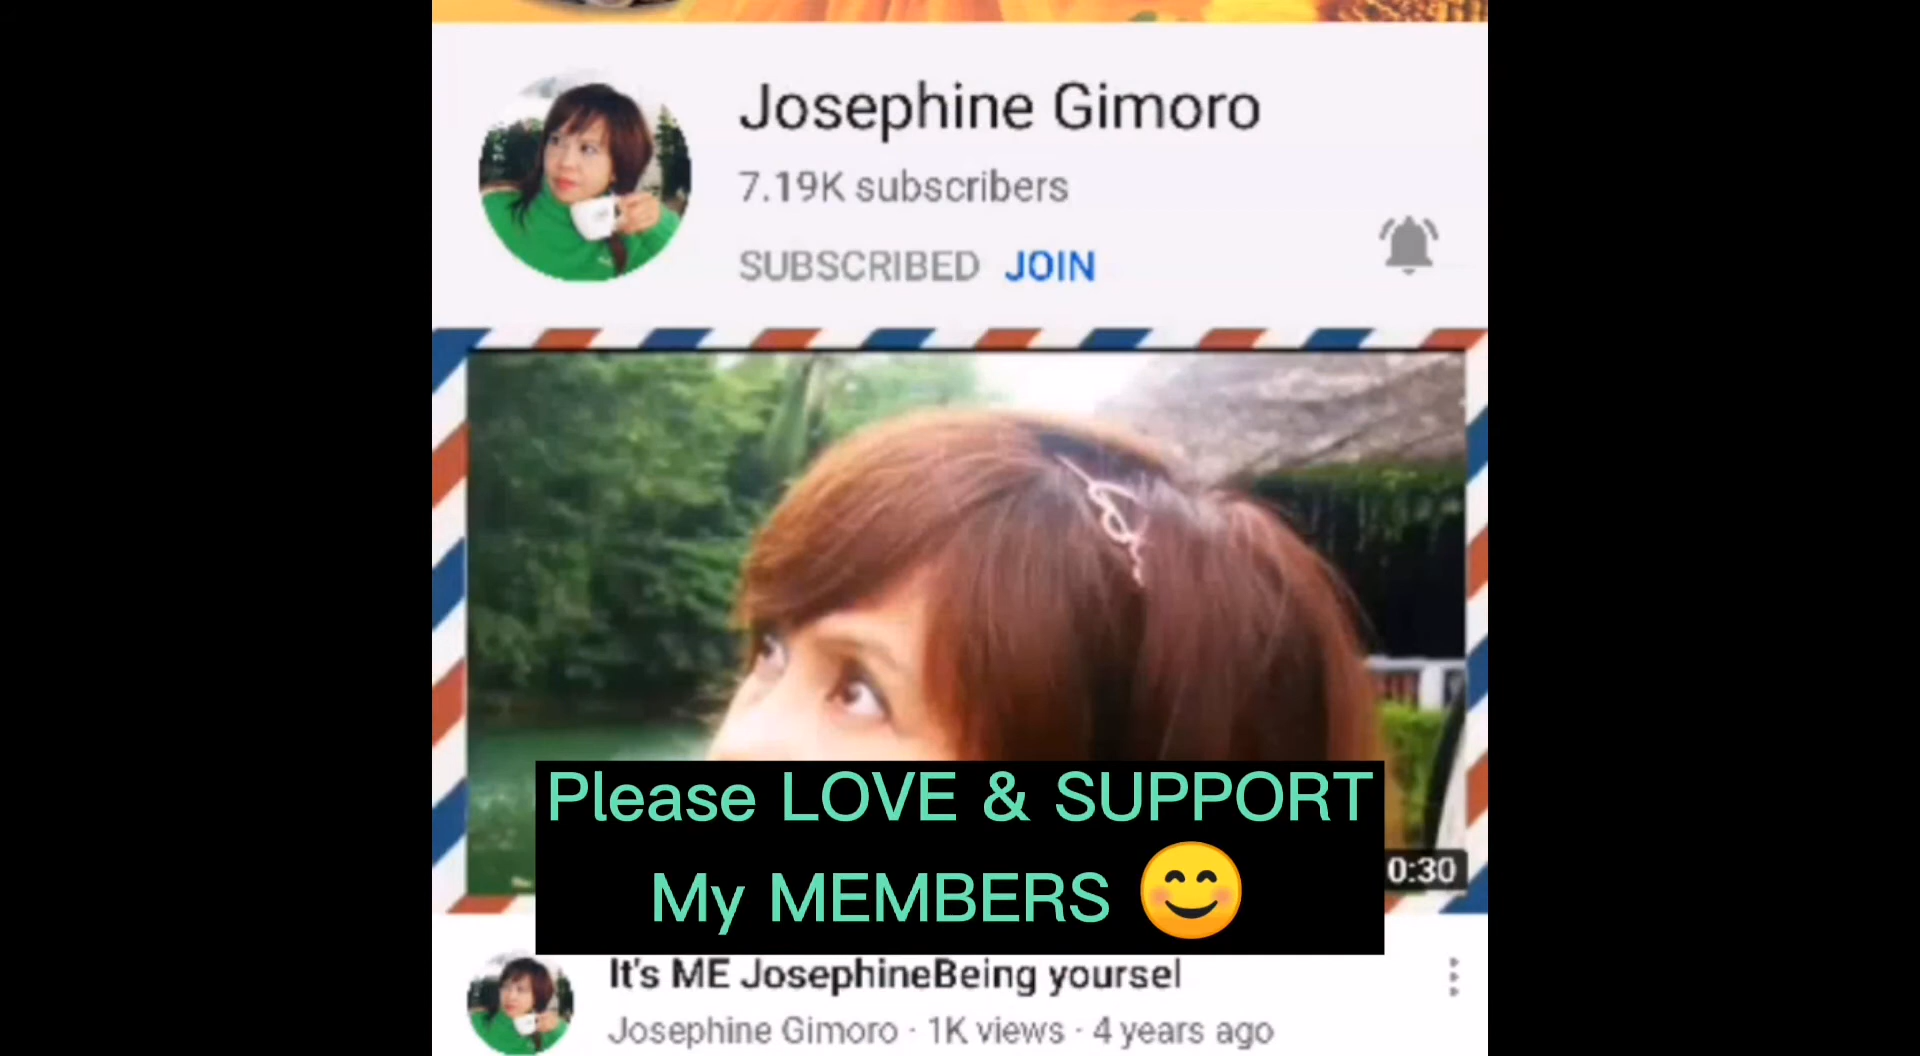 Josephine Gimoro
7.19K subscribers
SUBSCRIBED JOIN
Please LOVE & SUPPORT
My MEMBERS 😊
0:30
It's ME JosephineBeing yoursel
Josephine Gimoro · 1K views · 4 years ago